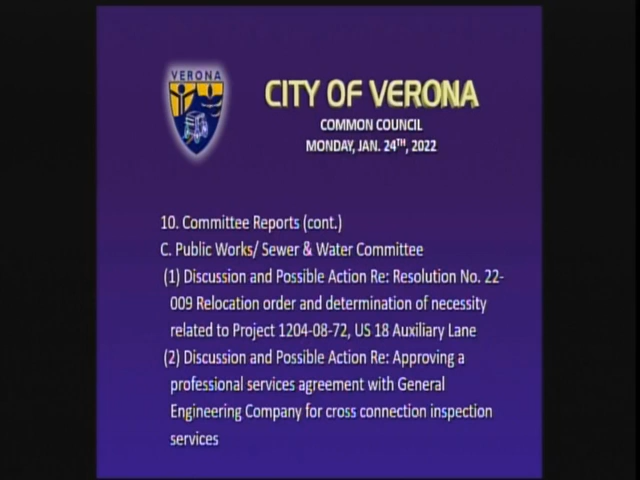 VERONA
CITY OF VERONA
COMMON COUNCIL
MONDAY, JAN. 24TH, 2022
10. Committee Reports (cont.)
C. Public Works/ Sewer & Water Committee
(1) Discussion and Possible Action Re: Resolution No. 22-
009 Relocation order and determination of necessity
related to Project 1204-08-72, US 18 Auxiliary Lane
(2) Discussion and Possible Action Re: Approving a
professional services agreement with General
Engineering Company for cross connection inspection
services